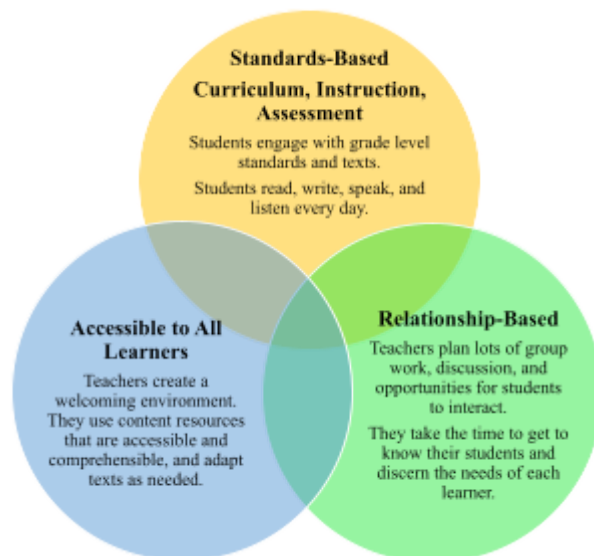 Standards-Based
Curriculum, Instruction,
Assessment
Students engage with grade level
standards and texts.
Students read, write, speak, and
listen every day.
Accessible to All
Learners
Teachers create a
welcoming environment.
They use content resources
that are accessible and
comprehensible, and adapt
texts as needed.
Relationship-Based
Teachers plan lots of group
work, discussion, and
opportunities for students
to interact.
They take the time to get to
know their students and
discern the needs of each
learner.